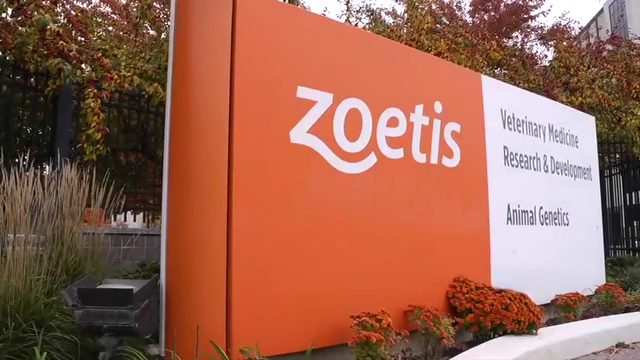 zoetis
Veterinary Medicine
Research & Development
Animal Genetics